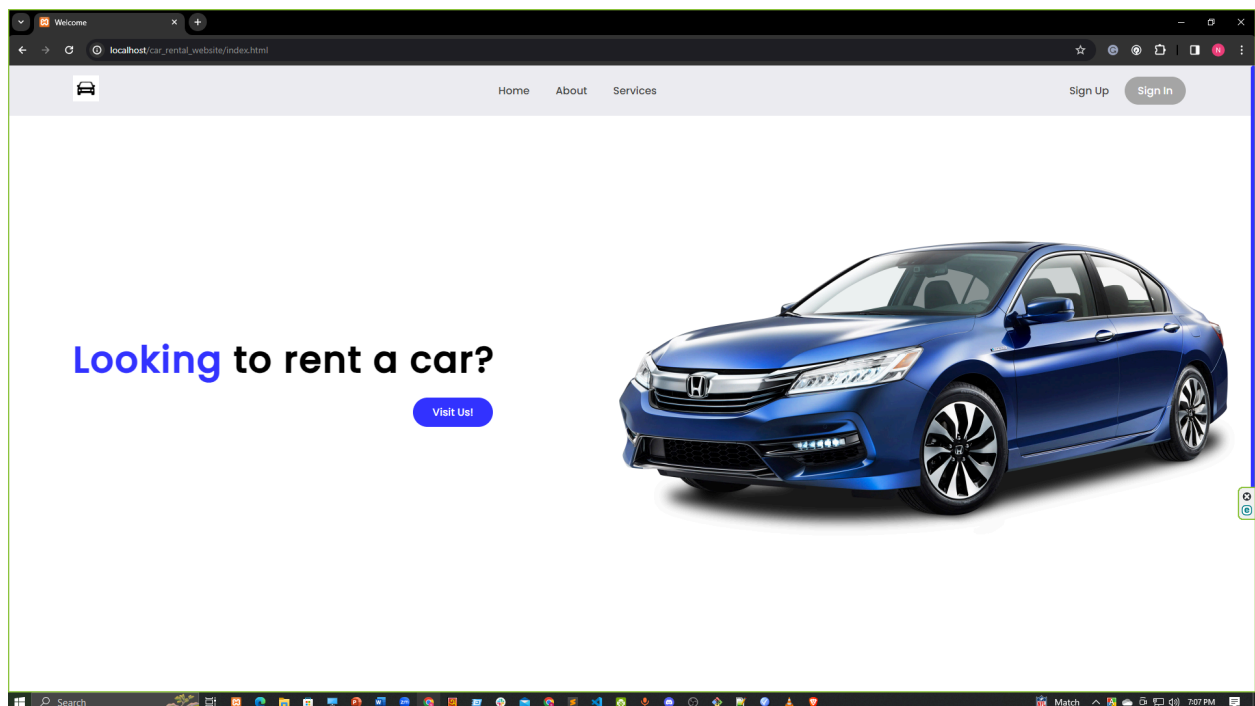 Welcome
localhost/car_rental_website/index.html
N
Home About Services Sign Up Sign In
Looking to rent a car?
Visit Us!
Search
Match
7:07 PM